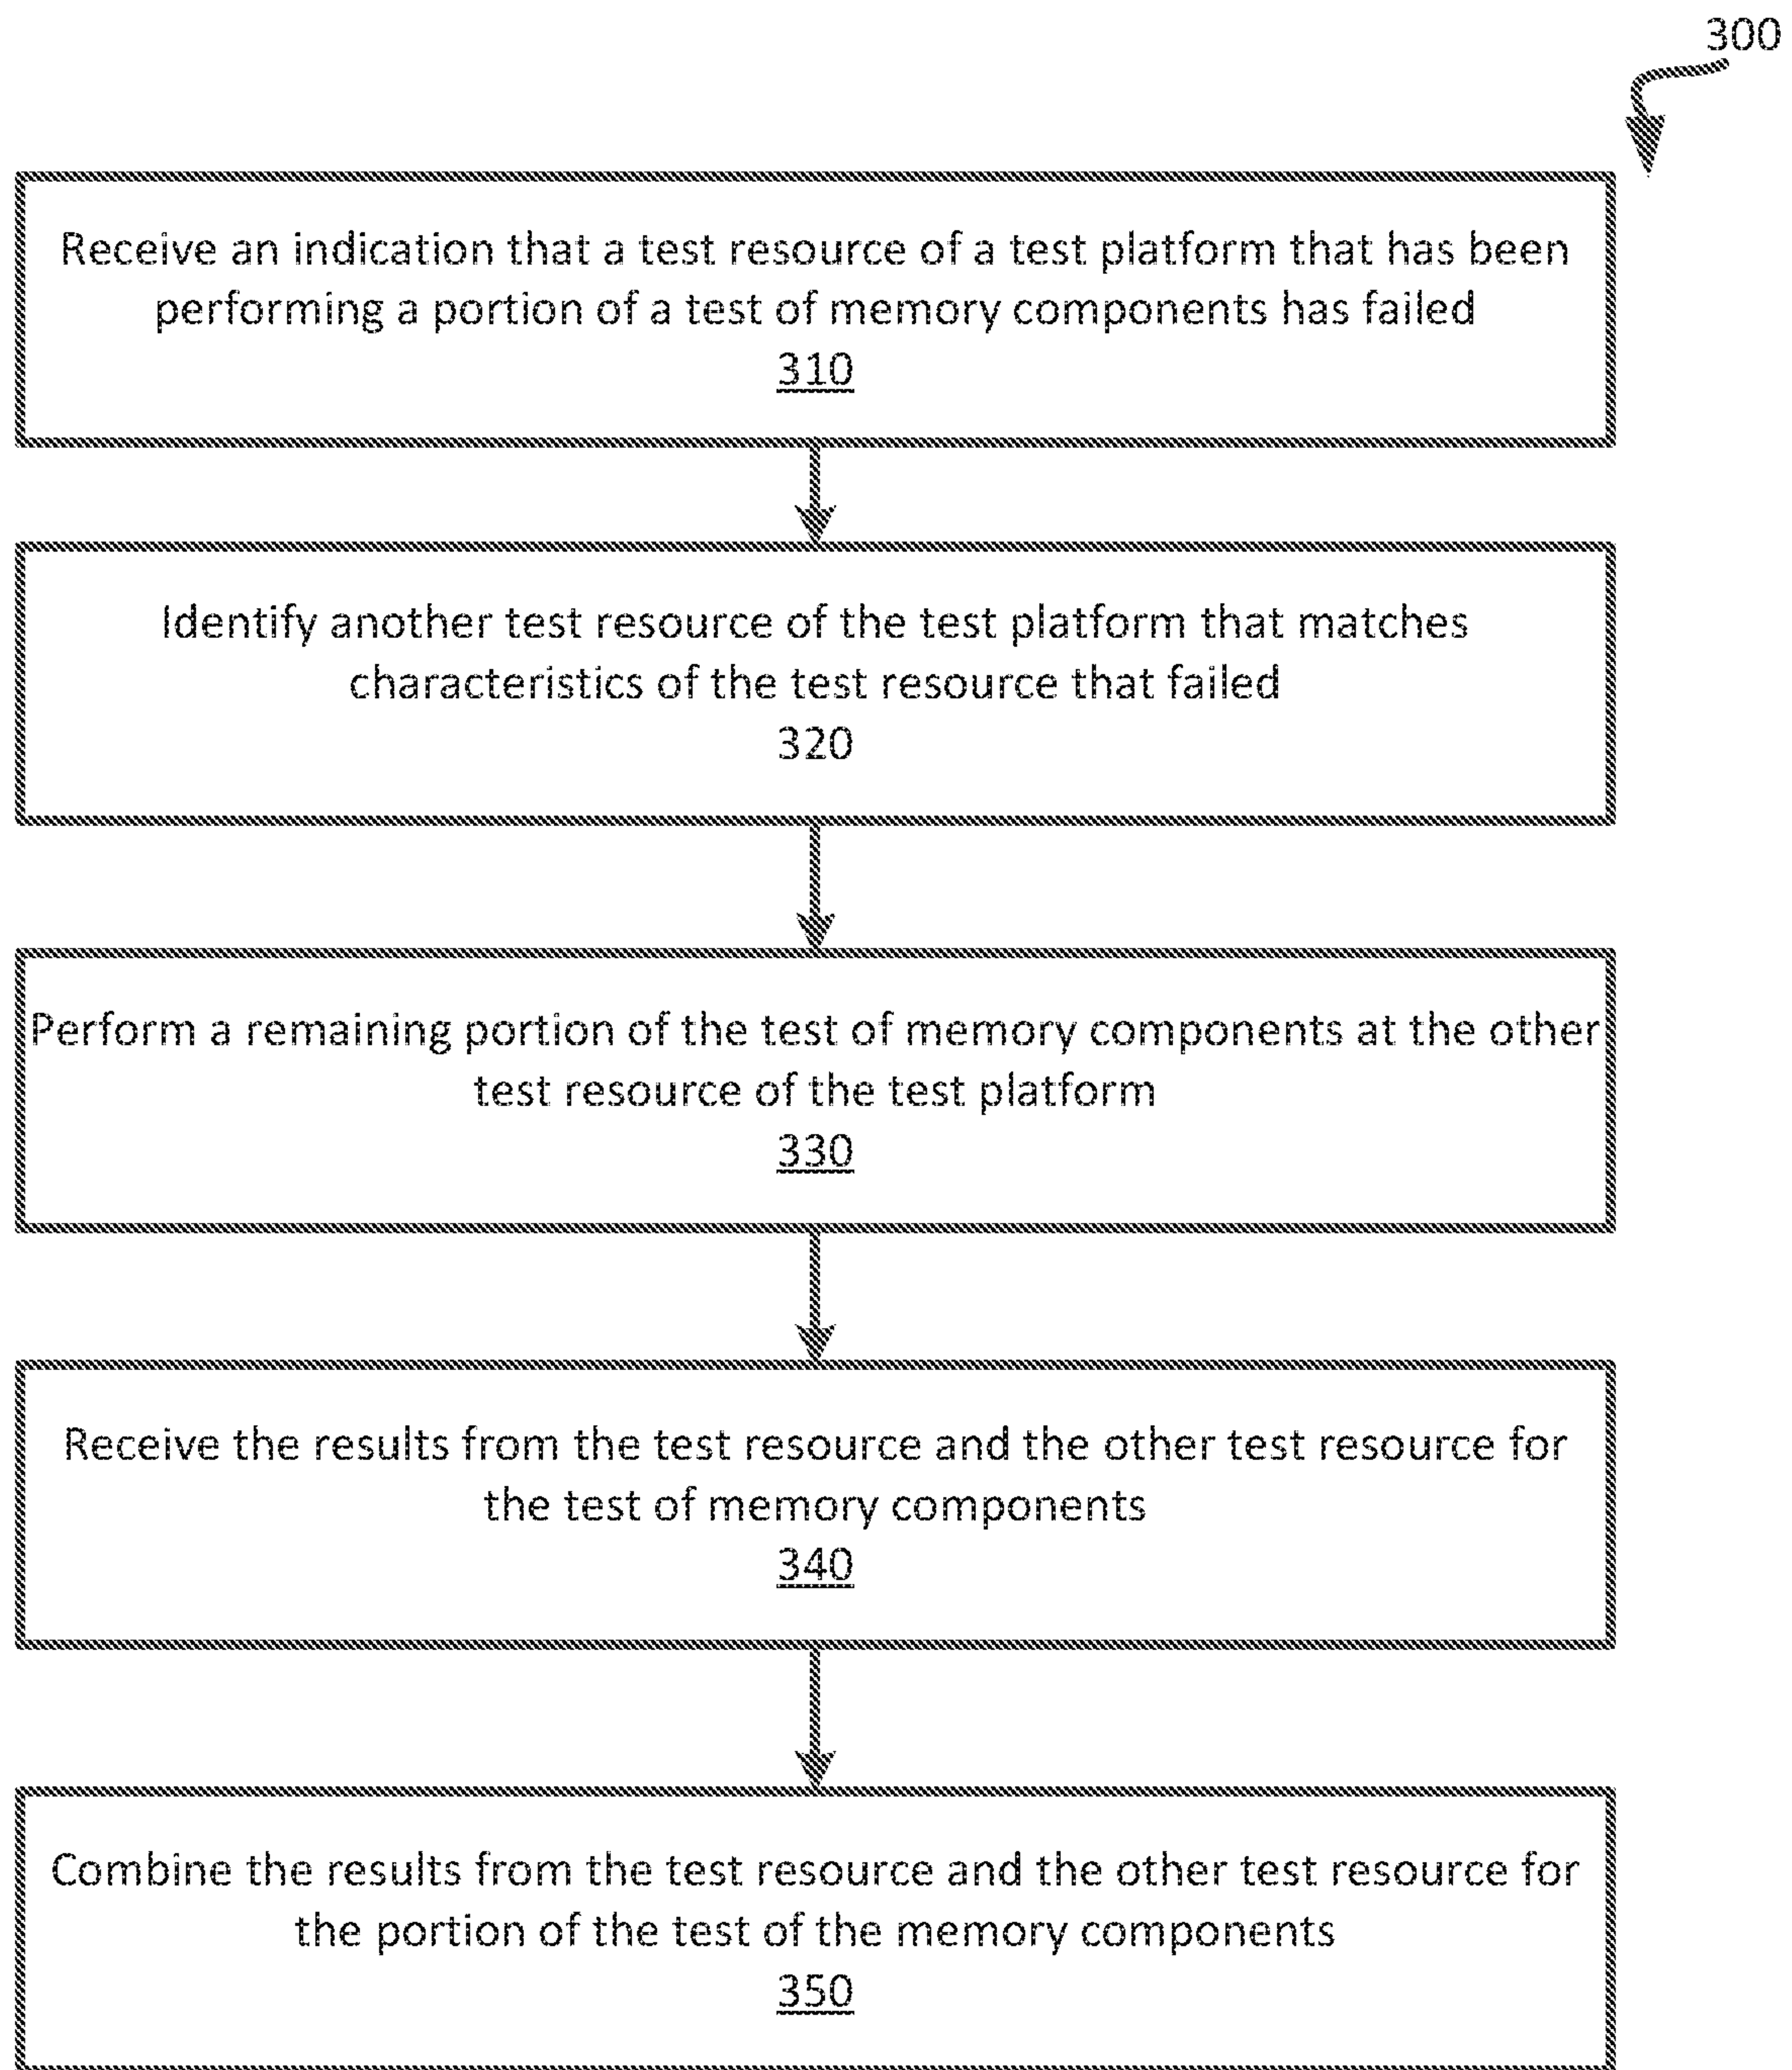 300
Receive an indication that a test resource of a test platform that has been
performing a portion of a test of memory components has failed
310
Identify another test resource of the test platform that matches
characteristics of the test resource that failed
320
Perform a remaining portion of the test of memory components at the other
test resource of the test platform
330
Receive the results from the test resource and the other test resource for
the test of memory components
340
Combine the results from the test resource and the other test resource for
the portion of the test of the memory components
350